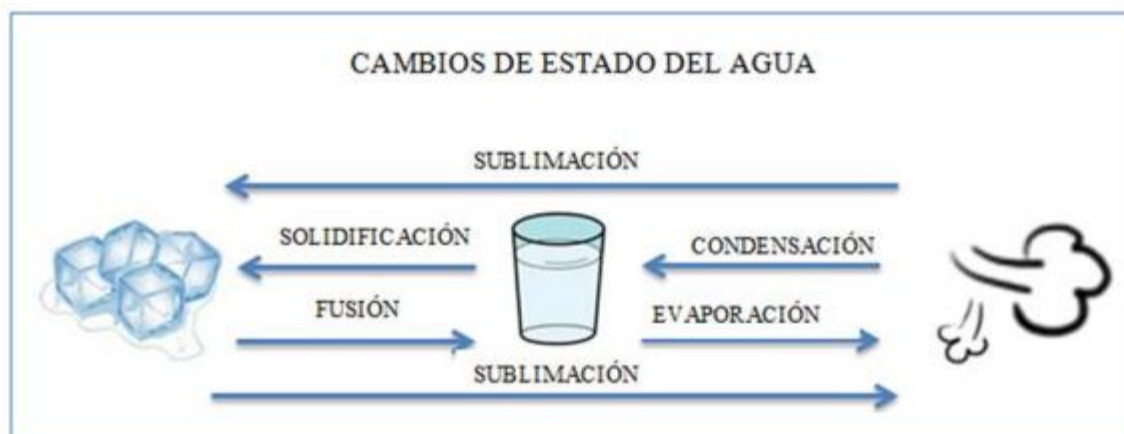 CAMBIOS DE ESTADO DEL AGUA
SUBLIMACIÓN
SOLIDIFICACIÓN
CONDENSACIÓN
FUSIÓN
EVAPORACIÓN
SUBLIMACIÓN